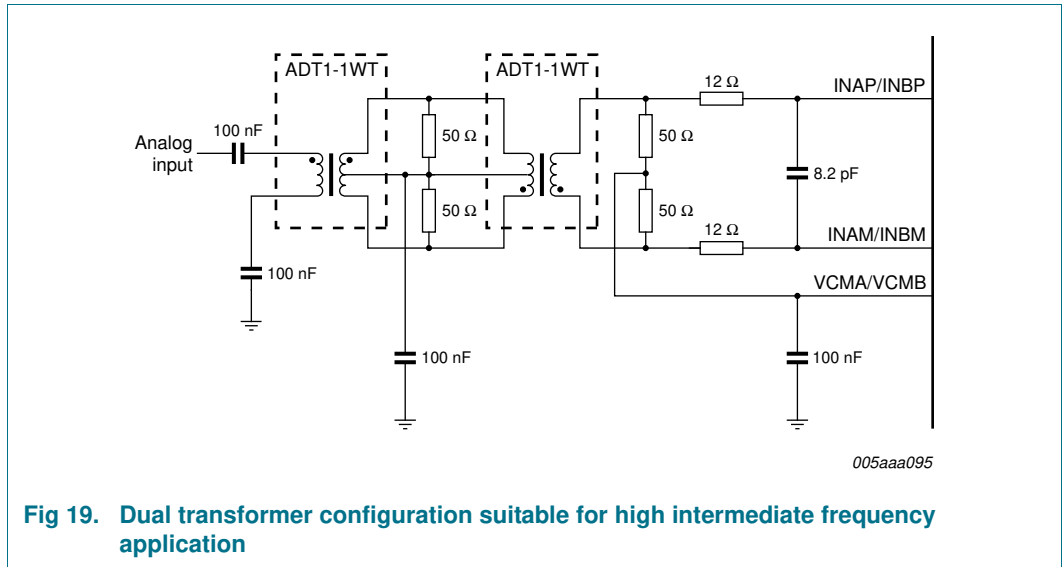 ADT1-1WT
ADT1-1WT
12 Ω
INAP/INBP
100 nF
Analog
input
50 Ω
50 Ω
8.2 pF
50 Ω
50 Ω
12 Ω
INAM/INBM
100 nF
VCMA/VCMB
100 nF
100 nF
005aaa095
Fig 19. Dual transformer configuration suitable for high intermediate frequency
application